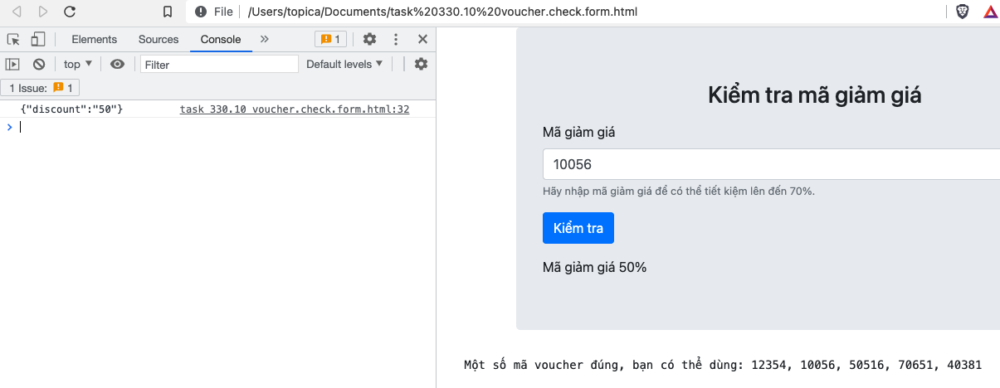 File /Users/topica/Documents/task%20330.10%20voucher.check.form.html
Elements Sources Console » 1
top Filter Default levels
1 Issue: 1
{"discount":"50"} task 330.10 voucher.check.form.html:32
>
Kiểm tra mã giảm giá
Mã giảm giá
10056
Hãy nhập mã giảm giá để có thể tiết kiệm lên đến 70%.
Kiểm tra
Mã giảm giá 50%
Một số mã voucher đúng, bạn có thể dùng: 12354, 10056, 50516, 70651, 40381